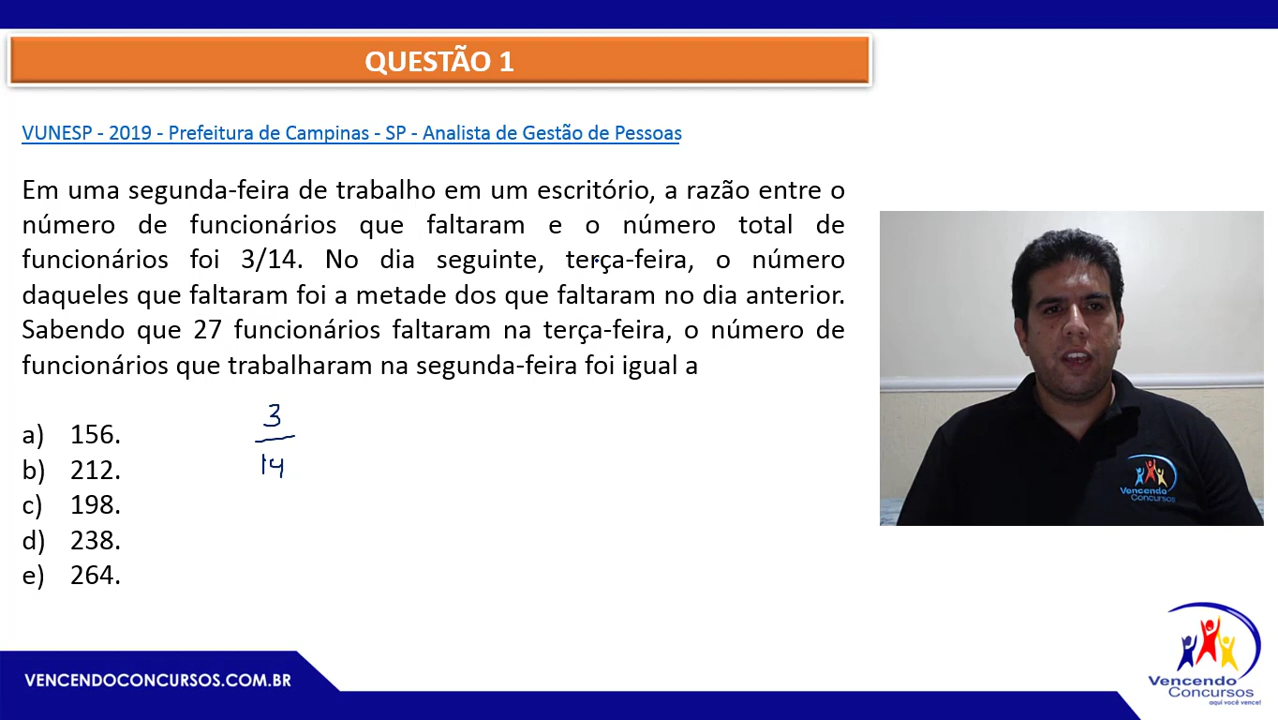 QUESTÃO 1
VUNESP - 2019 - Prefeitura de Campinas - SP - Analista de Gestão de Pessoas
Em uma segunda-feira de trabalho em um escritório, a razão entre o
número de funcionários que faltaram e o número total de
funcionários foi 3/14. No dia seguinte, terça-feira, o número
daqueles que faltaram foi a metade dos que faltaram no dia anterior.
Sabendo que 27 funcionários faltaram na terça-feira, o número de
funcionários que trabalharam na segunda-feira foi igual a
a) 156.
b) 212.
c) 198.
d) 238.
e) 264.
3
14
Vencendo
Concursos
VENCENDOCONCURSOS.COM.BR
Vencendo
Concursos
aqui você vence!